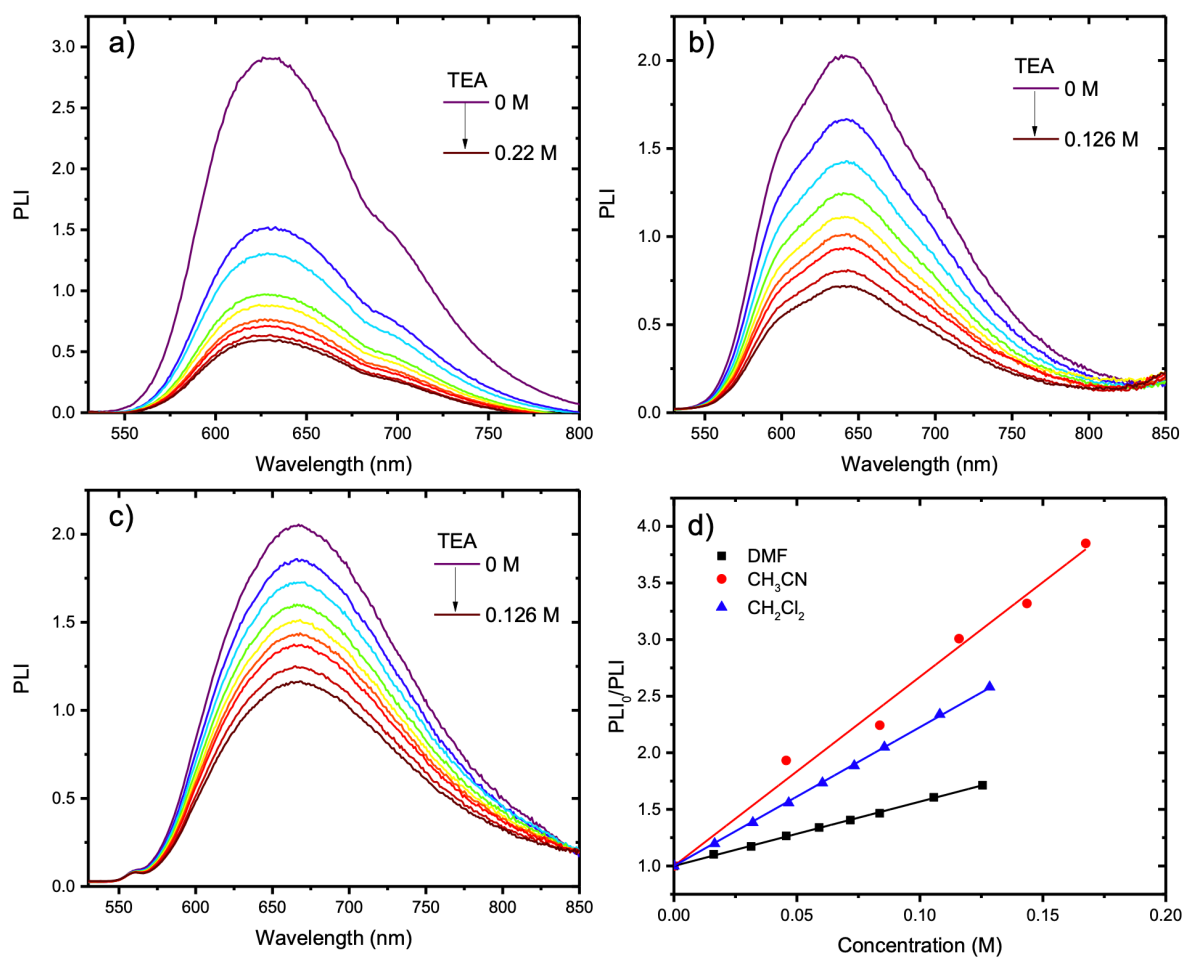 a)
TEA
0 M
0.22 M
PLI
3.0
2.5
2.0
1.5
1.0
0.5
0.0
550 600 650 700 750 800
Wavelength (nm)
b)
TEA
0 M
0.126 M
PLI
2.0
1.5
1.0
0.5
0.0
550 600 650 700 750 800 850
Wavelength (nm)
c)
TEA
0 M
0.126 M
PLI
2.0
1.5
1.0
0.5
0.0
550 600 650 700 750 800 850
Wavelength (nm)
d)
DMF
CH₃CN
CH₂Cl₂
PLI₀/PLI
4.0
3.5
3.0
2.5
2.0
1.5
1.0
0.00 0.05 0.10 0.15 0.20
Concentration (M)